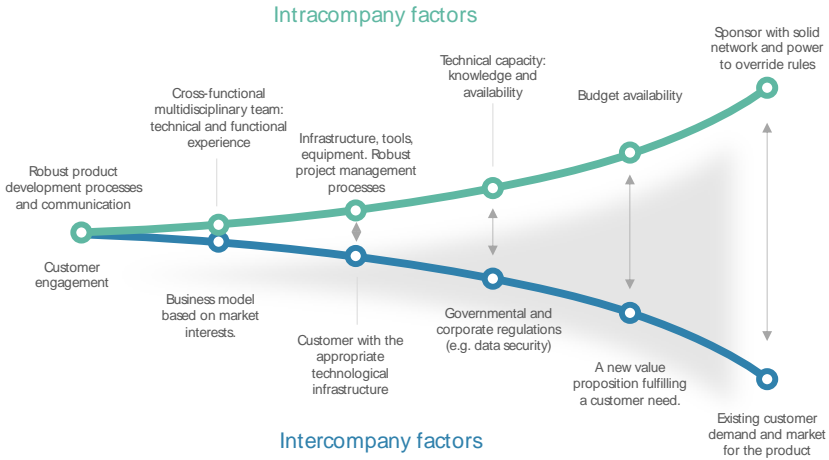 Intracompany factors
Sponsor with solid
network and power
to override rules
Technical capacity:
knowledge and
availability
Budget availability
Cross-functional
multidisciplinary team:
technical and functional
experience
Infrastructure, tools,
equipment. Robust
project management
processes
Robust product
development processes
and communication
Customer
engagement
Business model
based on market
interests.
Customer with the
appropriate
technological
infrastructure
Governmental and
corporate regulations
(e.g. data security)
A new value
proposition fulfilling
a customer need.
Existing customer
demand and market
for the product
Intercompany factors